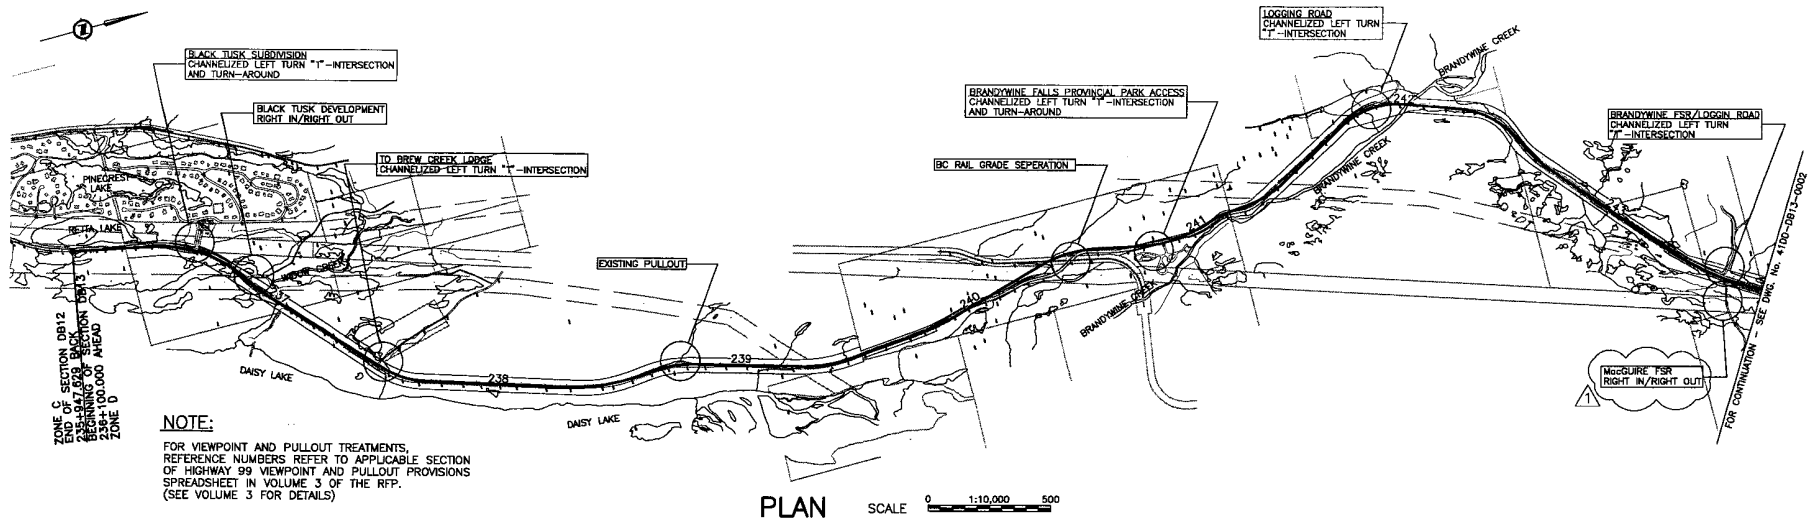 BLACK TUSK SUBDIVISION
CHANNELIZED LEFT TURN "T"-INTERSECTION
AND TURN-AROUND
BLACK TUSK DEVELOPMENT
RIGHT IN/RIGHT OUT
TO BREW CREEK LODGE
CHANNELIZED LEFT TURN "T"-INTERSECTION
PINECREST
LAKE
RETTA LAKE
EXISTING PULLOUT
BC RAIL GRADE SEPERATION
BRANDYWINE FALLS PROVINCIAL PARK ACCESS
CHANNELIZED LEFT TURN "T"-INTERSECTION
AND TURN-AROUND
LOGGING ROAD
CHANNELIZED LEFT TURN
"T"-INTERSECTION
BRANDYWINE CREEK
BRANDYWINE CREEK
BRANDYWINE CREEK
BRANDYWINE FSR/LOGGIN ROAD
CHANNELIZED LEFT TURN
"T"-INTERSECTION
MacGUIRE FSR
RIGHT IN/RIGHT OUT
1
FOR CONTINUATION - SEE DWG. No. 41DD-DB13-0002
238
239
240
241
242
DAISY LAKE
DAISY LAKE
ZONE C
END OF SECTION DB12
235+947.629 BACK
BEGINNING OF SECTION DB13
236+100.000 AHEAD
ZONE D
NOTE:
FOR VIEWPOINT AND PULLOUT TREATMENTS,
REFERENCE NUMBERS REFER TO APPLICABLE SECTION
OF HIGHWAY 99 VIEWPOINT AND PULLOUT PROVISIONS
SPREADSHEET IN VOLUME 3 OF THE RFP.
(SEE VOLUME 3 FOR DETAILS)
PLAN
SCALE
0 1:10,000 500